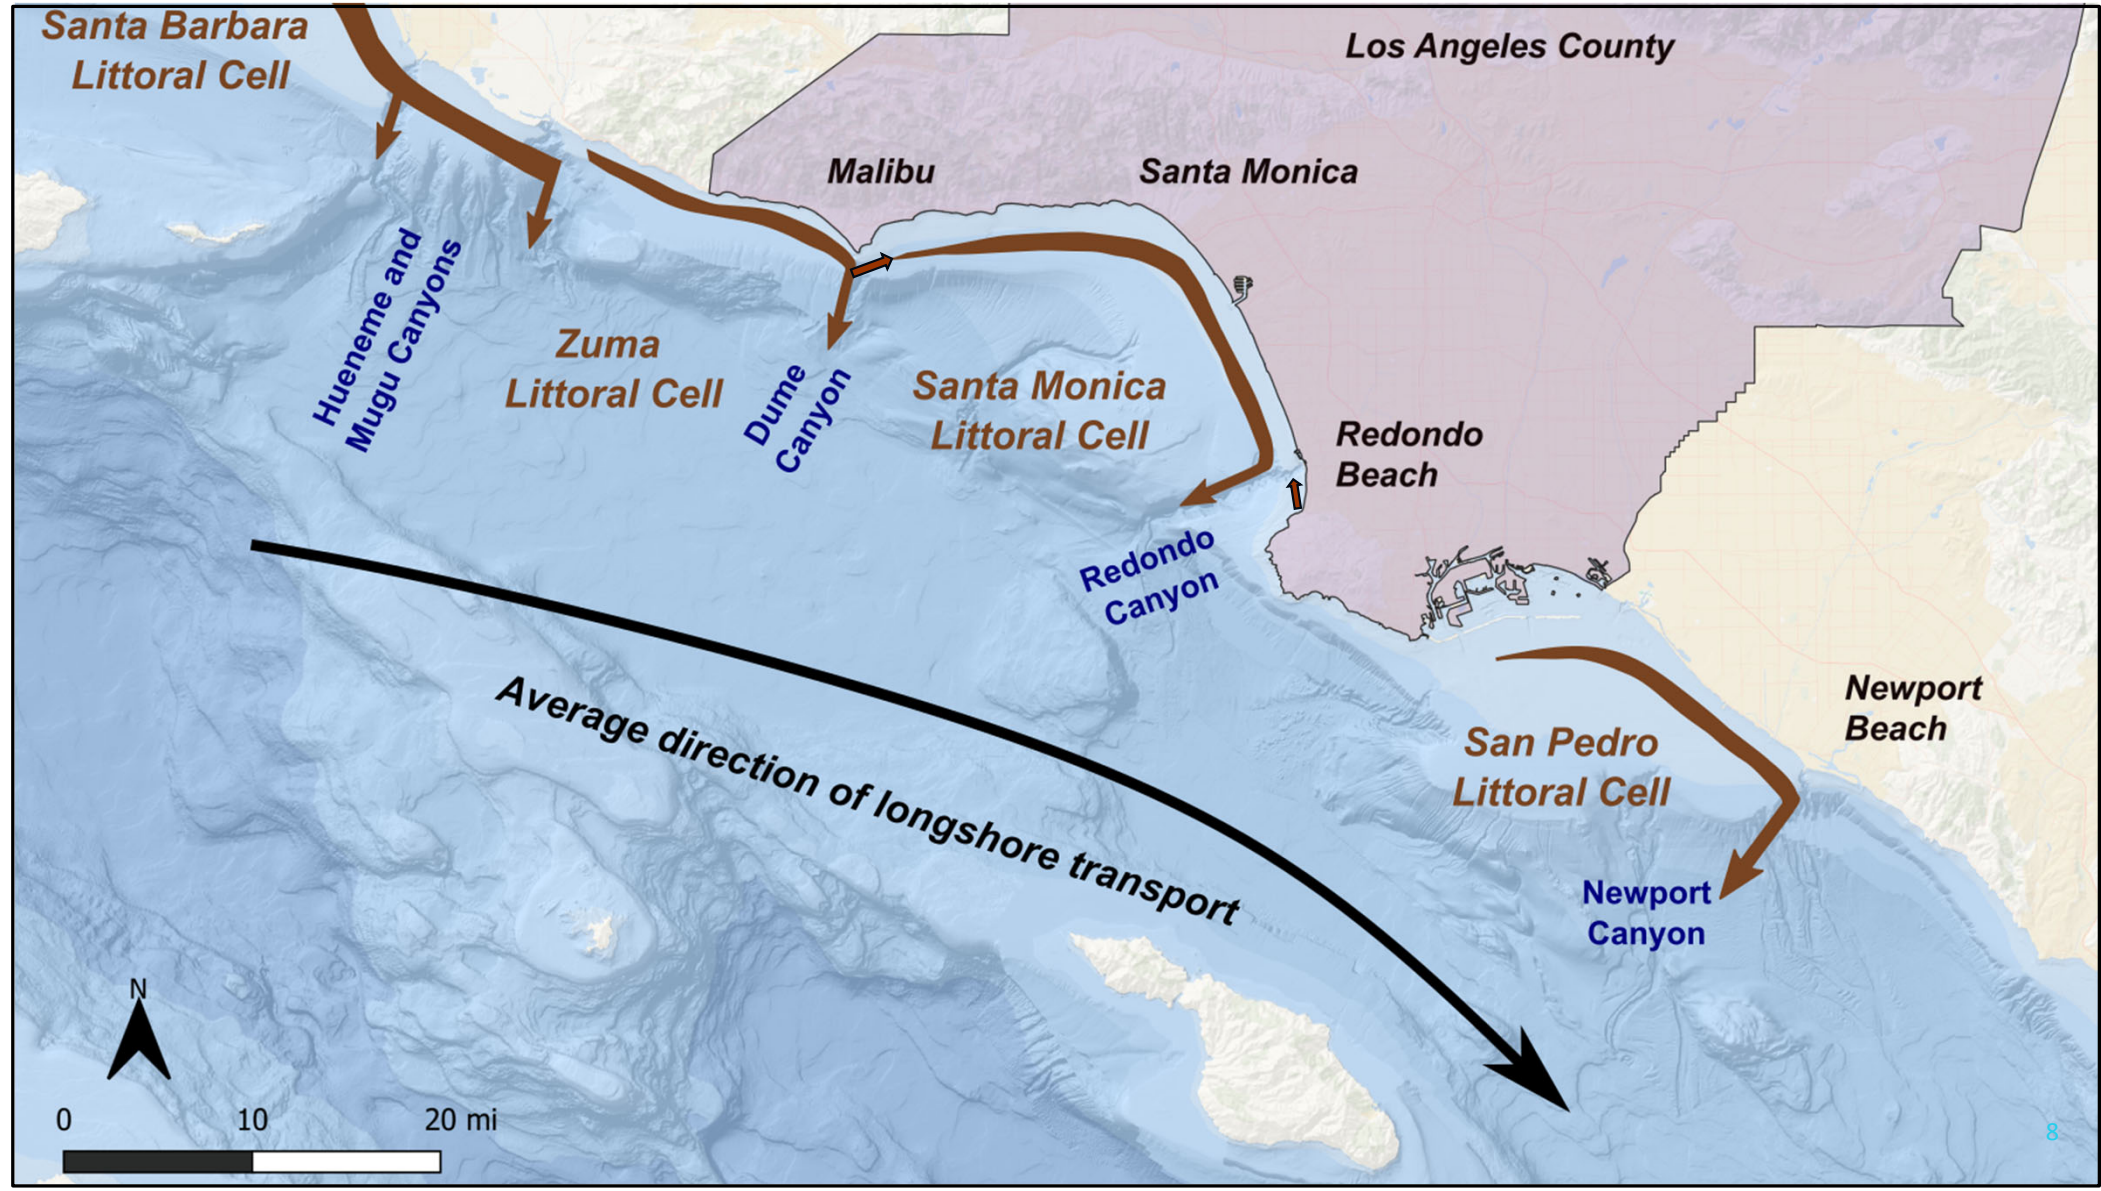 Santa Barbara
Littoral Cell
Los Angeles County
Malibu
Santa Monica
Hueneme and
Mugu Canyons
Zuma
Littoral Cell
Dume
Canyon
Santa Monica
Littoral Cell
Redondo
Beach
Redondo
Canyon
Average direction of longshore transport
San Pedro
Littoral Cell
Newport
Beach
Newport
Canyon
N
0 10 20 mi
8